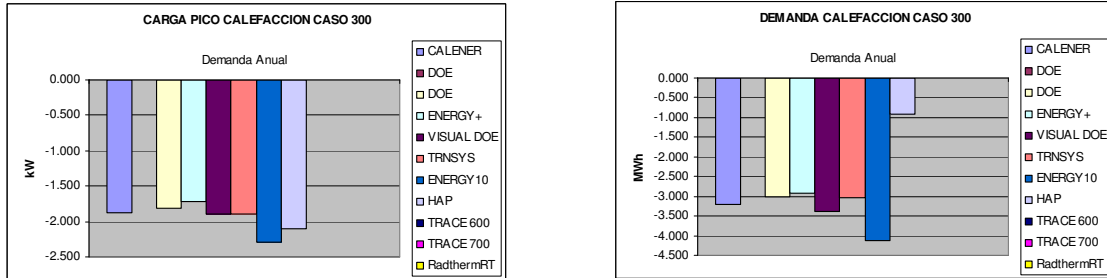 CARGA PICO CALEFACCION CASO 300
Demanda Anual
0.000
-0.500
-1.000
-1.500
-2.000
-2.500
kW
CALENER
DOE
DOE
ENERGY+
VISUAL DOE
TRNSYS
ENERGY10
HAP
TRACE 600
TRACE 700
RadthermRT
DEMANDA CALEFACCION CASO 300
Demanda Anual
0.000
-0.500
-1.000
-1.500
-2.000
-2.500
-3.000
-3.500
-4.000
-4.500
MWh
CALENER
DOE
DOE
ENERGY+
VISUAL DOE
TRNSYS
ENERGY10
HAP
TRACE 600
TRACE 700
RadthermRT